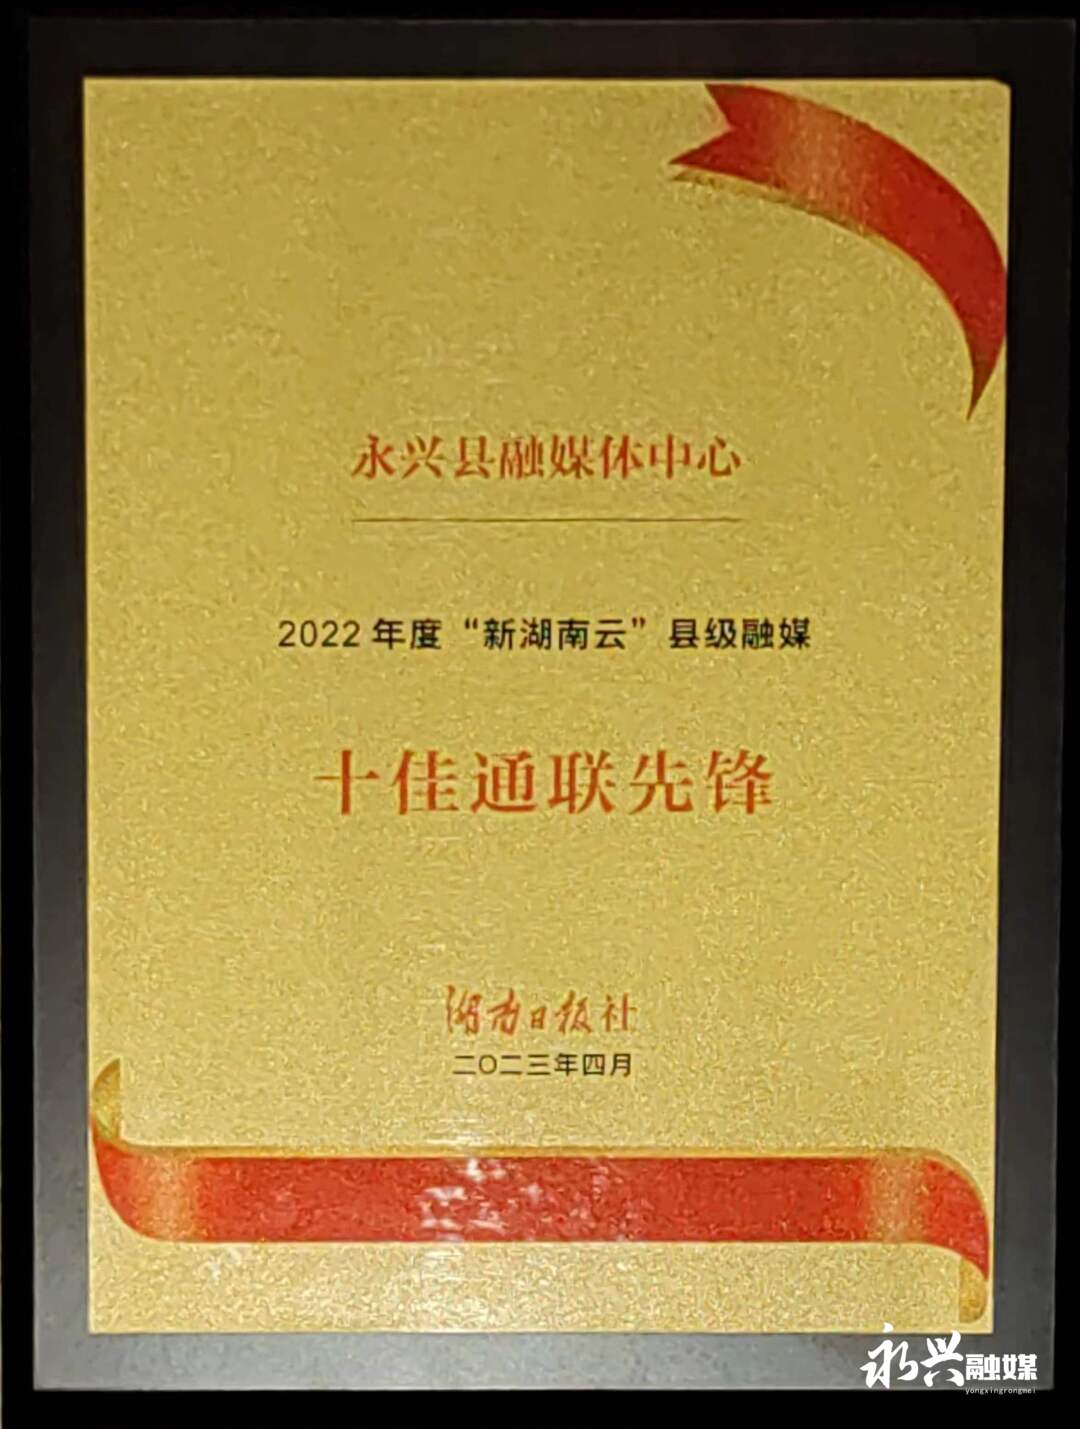 永兴县融媒体中心
2022年度“新湖南云”县级融媒
十佳通联先锋
湖南日报社
二〇二三年四月
永兴融媒
yongxingrongmei